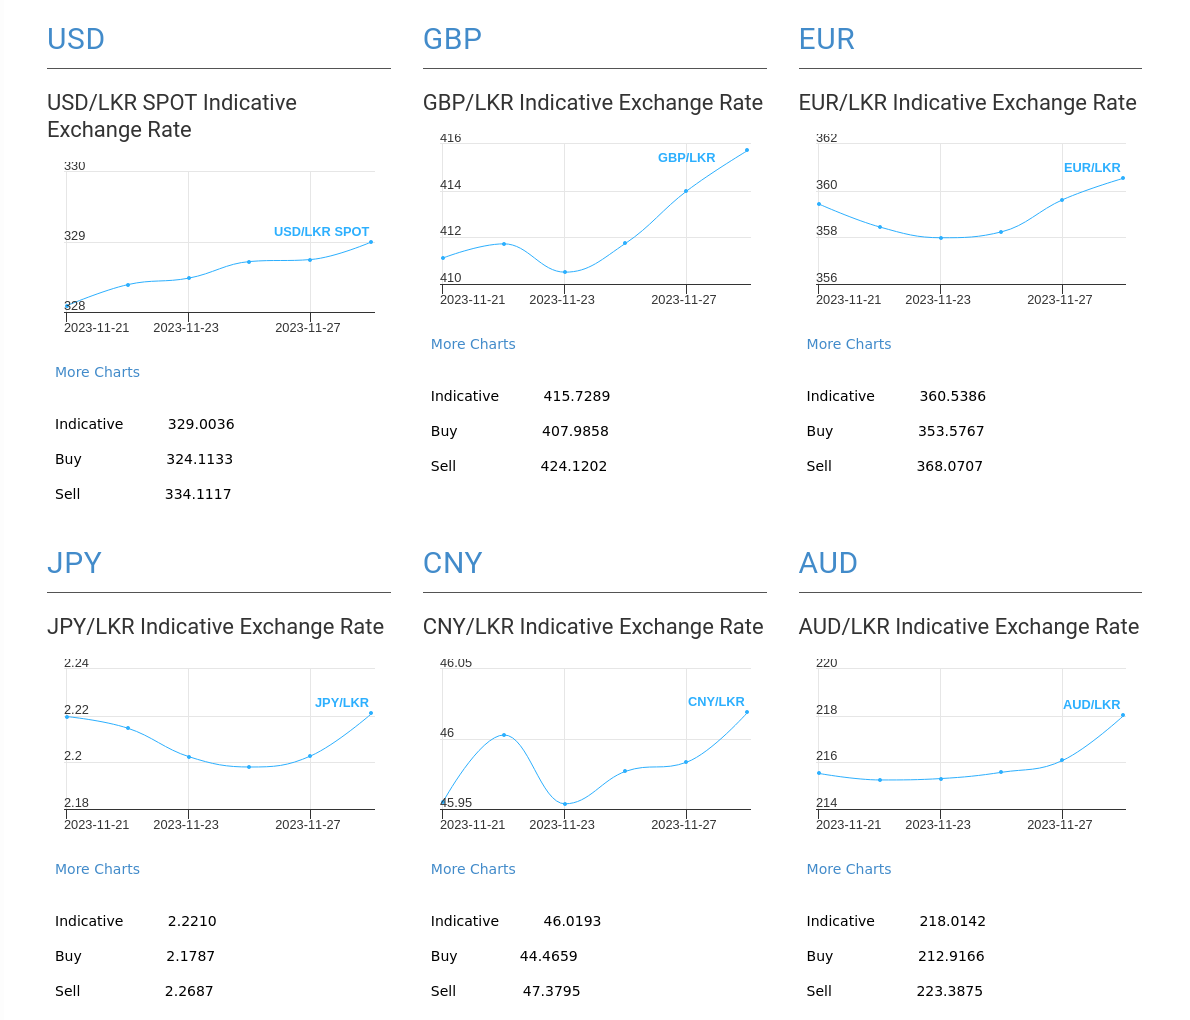 USD
USD/LKR SPOT Indicative
Exchange Rate
330
329
328
USD/LKR SPOT
2023-11-21 2023-11-23 2023-11-27
More Charts
Indicative 329.0036
Buy 324.1133
Sell 334.1117
GBP
GBP/LKR Indicative Exchange Rate
416
414
412
410
GBP/LKR
2023-11-21 2023-11-23 2023-11-27
More Charts
Indicative 415.7289
Buy 407.9858
Sell 424.1202
EUR
EUR/LKR Indicative Exchange Rate
362
360
358
356
EUR/LKR
2023-11-21 2023-11-23 2023-11-27
More Charts
Indicative 360.5386
Buy 353.5767
Sell 368.0707
JPY
JPY/LKR Indicative Exchange Rate
2.24
2.22
2.2
2.18
JPY/LKR
2023-11-21 2023-11-23 2023-11-27
More Charts
Indicative 2.2210
Buy 2.1787
Sell 2.2687
CNY
CNY/LKR Indicative Exchange Rate
46.05
46
45.95
CNY/LKR
2023-11-21 2023-11-23 2023-11-27
More Charts
Indicative 46.0193
Buy 44.4659
Sell 47.3795
AUD
AUD/LKR Indicative Exchange Rate
220
218
216
214
AUD/LKR
2023-11-21 2023-11-23 2023-11-27
More Charts
Indicative 218.0142
Buy 212.9166
Sell 223.3875